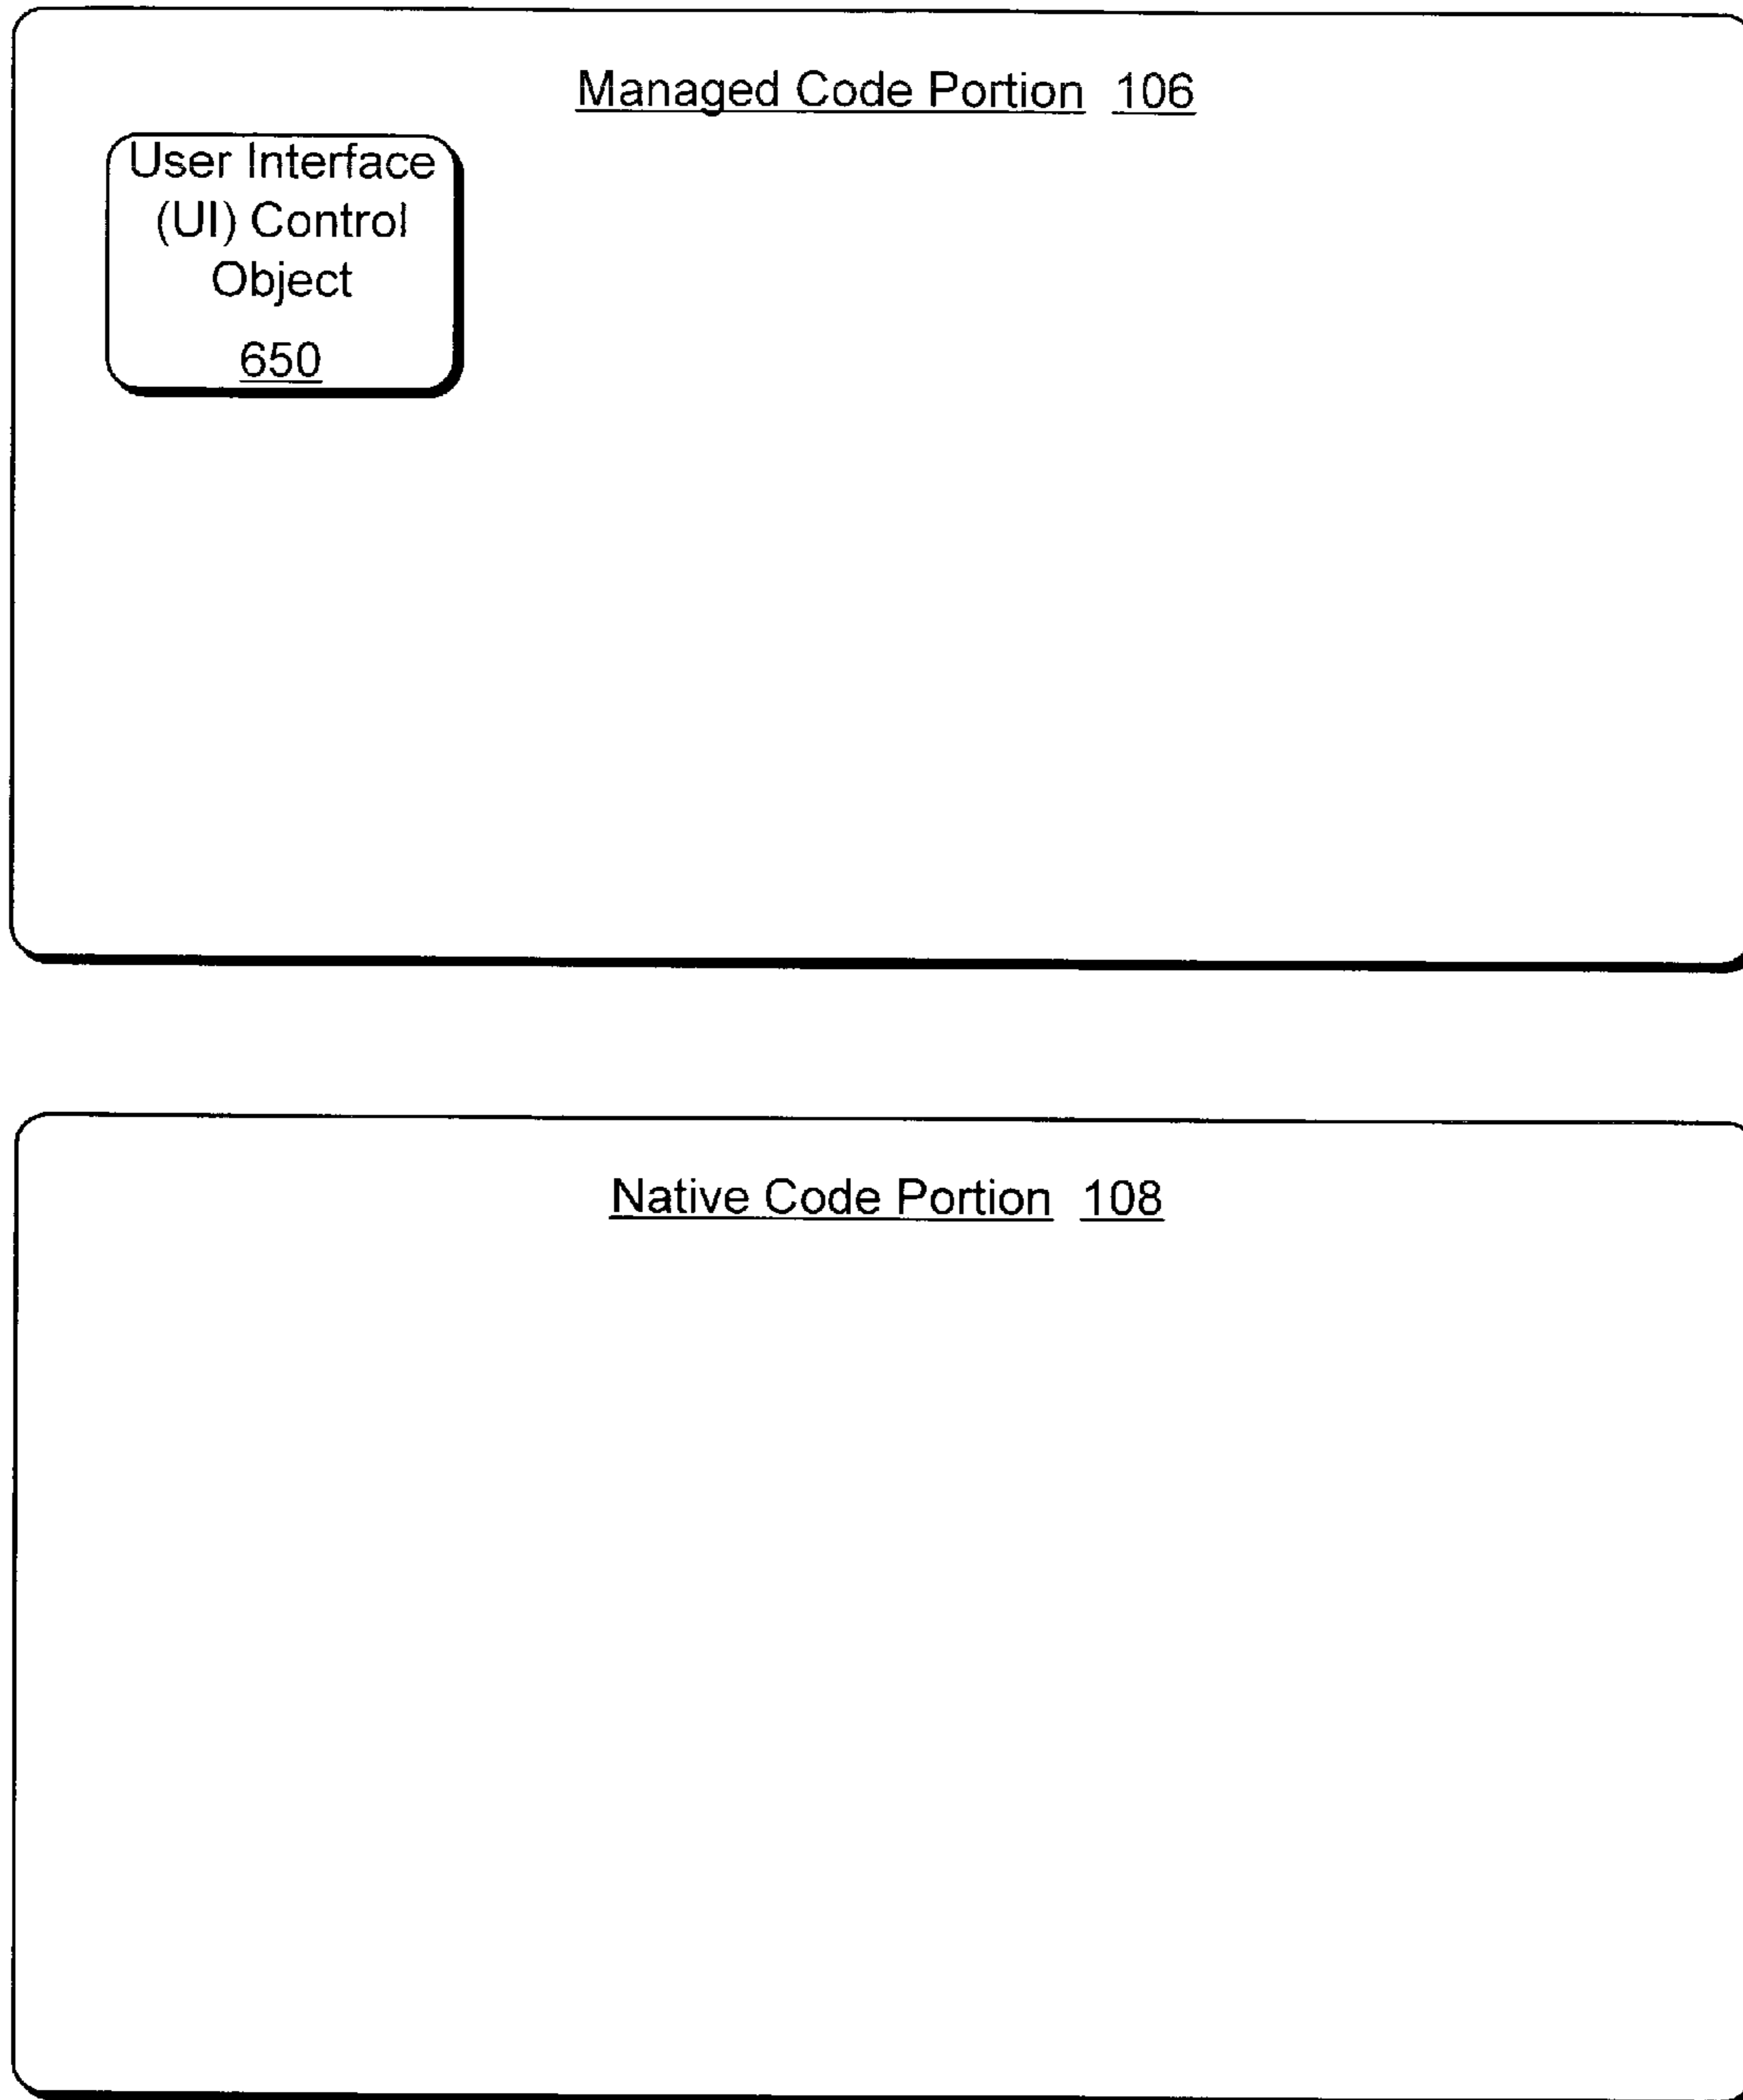 Managed Code Portion 106
User Interface
(UI) Control
Object
650
Native Code Portion 108